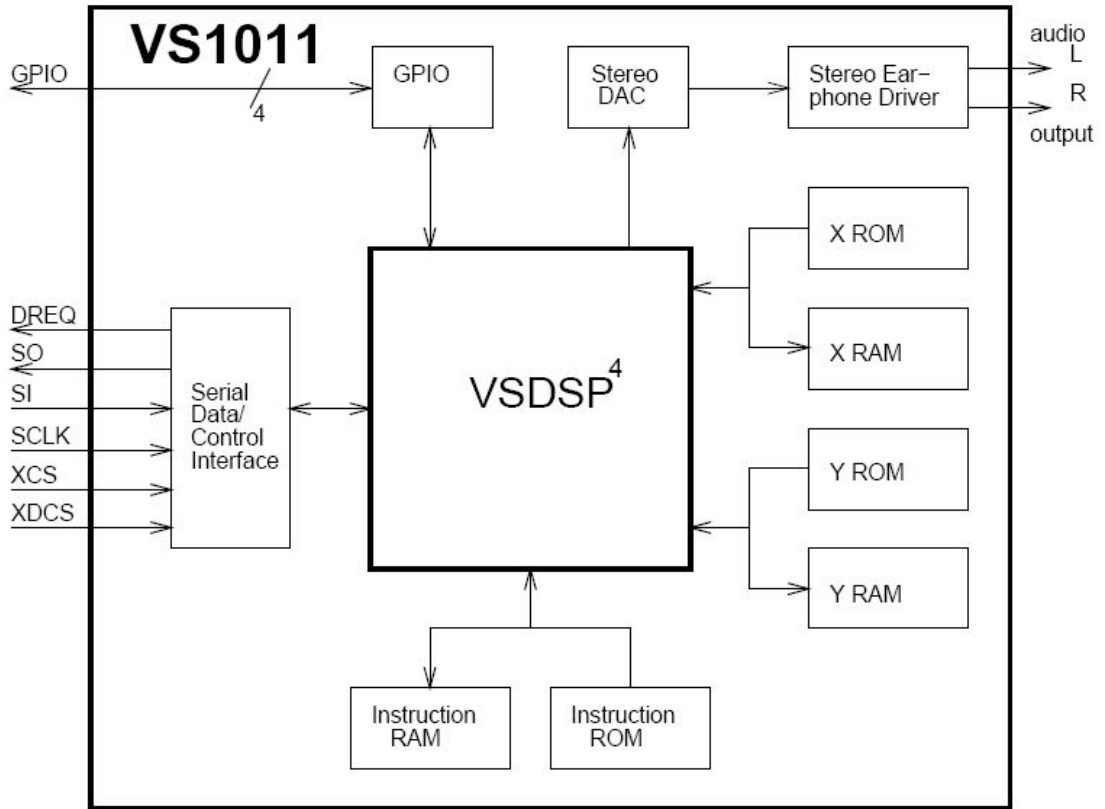 VS1011
GPIO
4
GPIO
Stereo
DAC
Stereo Ear-
phone Driver
audio
L
R
output
X ROM
X RAM
DREQ
SO
SI
SCLK
XCS
XDCS
Serial
Data/
Control
Interface
VSDSP4
Y ROM
Y RAM
Instruction
RAM
Instruction
ROM